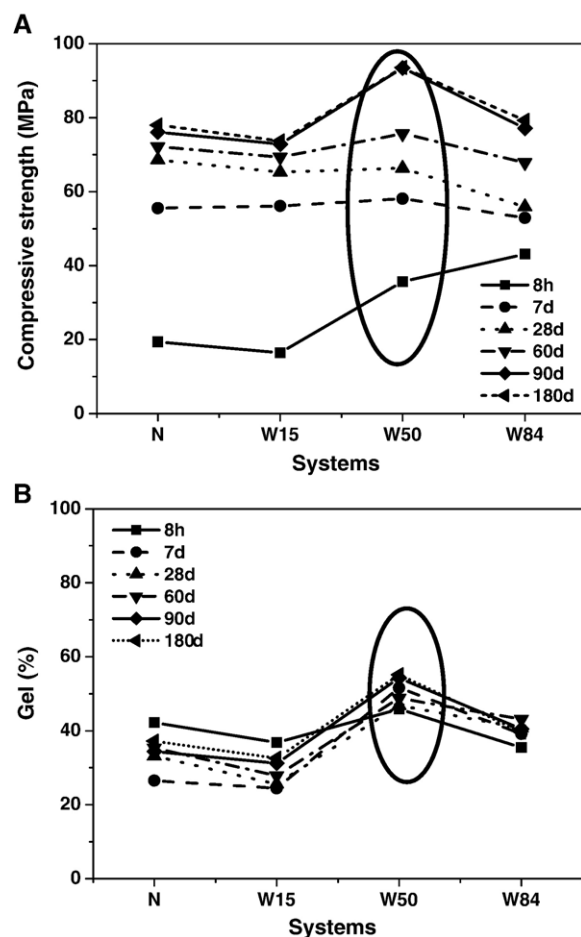 A
Compressive strength (MPa)
100
80
60
40
20
0
8h
7d
28d
60d
90d
180d
N W15 W50 W84
Systems
B
Gel (%)
100
80
60
40
20
0
8h
7d
28d
60d
90d
180d
N W15 W50 W84
Systems